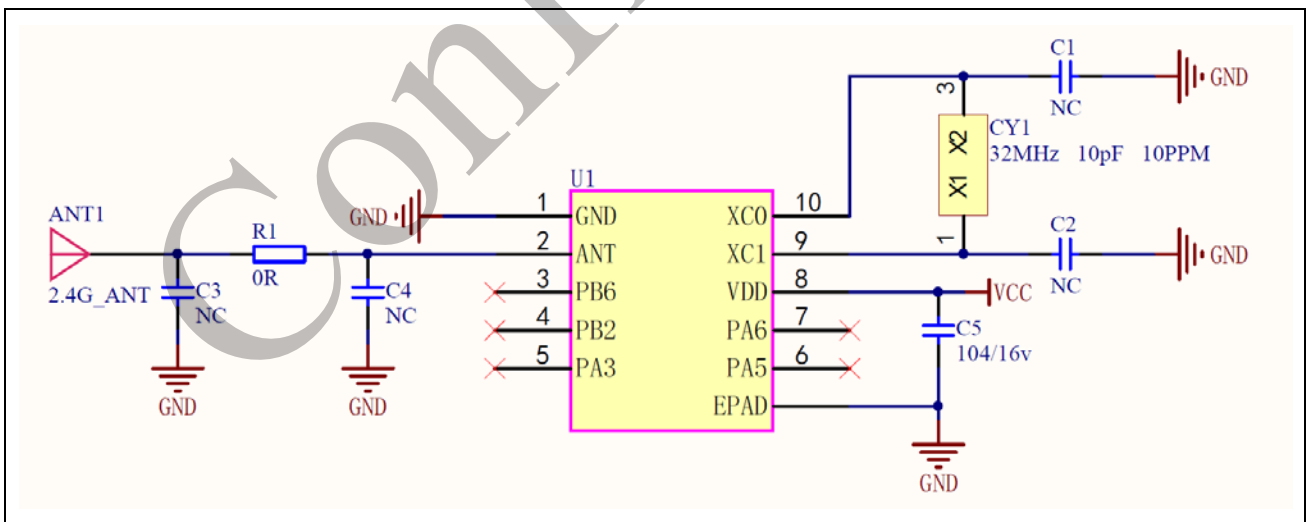 Con
C1
GND
NC
3
X2
X1
1
CY1
32MHz 10pF 10PPM
C2
GND
NC
U1
1
GND
GND
2
ANT
3
PB6
4
PB2
5
PA3
10
XC0
9
XC1
8
VDD
7
PA6
6
PA5
EPAD
VCC
C5
104/16v
GND
ANT1
2.4G_ANT
R1
0R
C3
NC
C4
NC
GND
GND